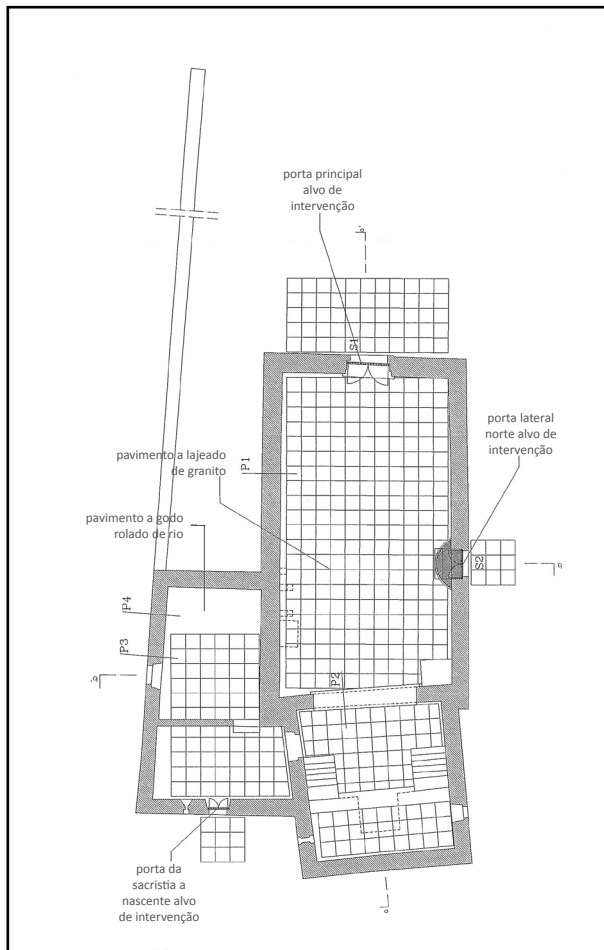 porta principal
alvo de
intervenção
S1
porta lateral
norte alvo de
intervenção
pavimento a lajeado
de granito
P1
pavimento a godo
rolado de rio
S2
P4
P3
P2
porta da
sacristia a
nascente alvo
de intervenção